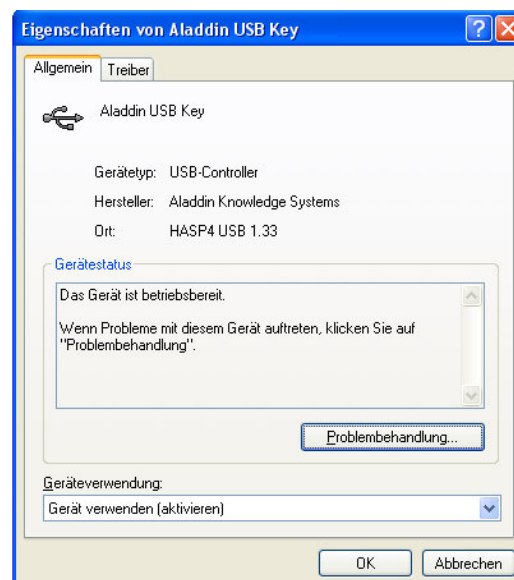 Eigenschaften von Aladdin USB Key
Allgemein
Treiber
Aladdin USB Key
Gerätetyp: USB-Controller
Hersteller: Aladdin Knowledge Systems
Ort: HASP4 USB 1.33
Gerätestatus
Das Gerät ist betriebsbereit.
Wenn Probleme mit diesem Gerät auftreten, klicken Sie auf
"Problembehandlung".
Problembehandlung...
Geräteverwendung:
Gerät verwenden (aktivieren)
OK
Abbrechen